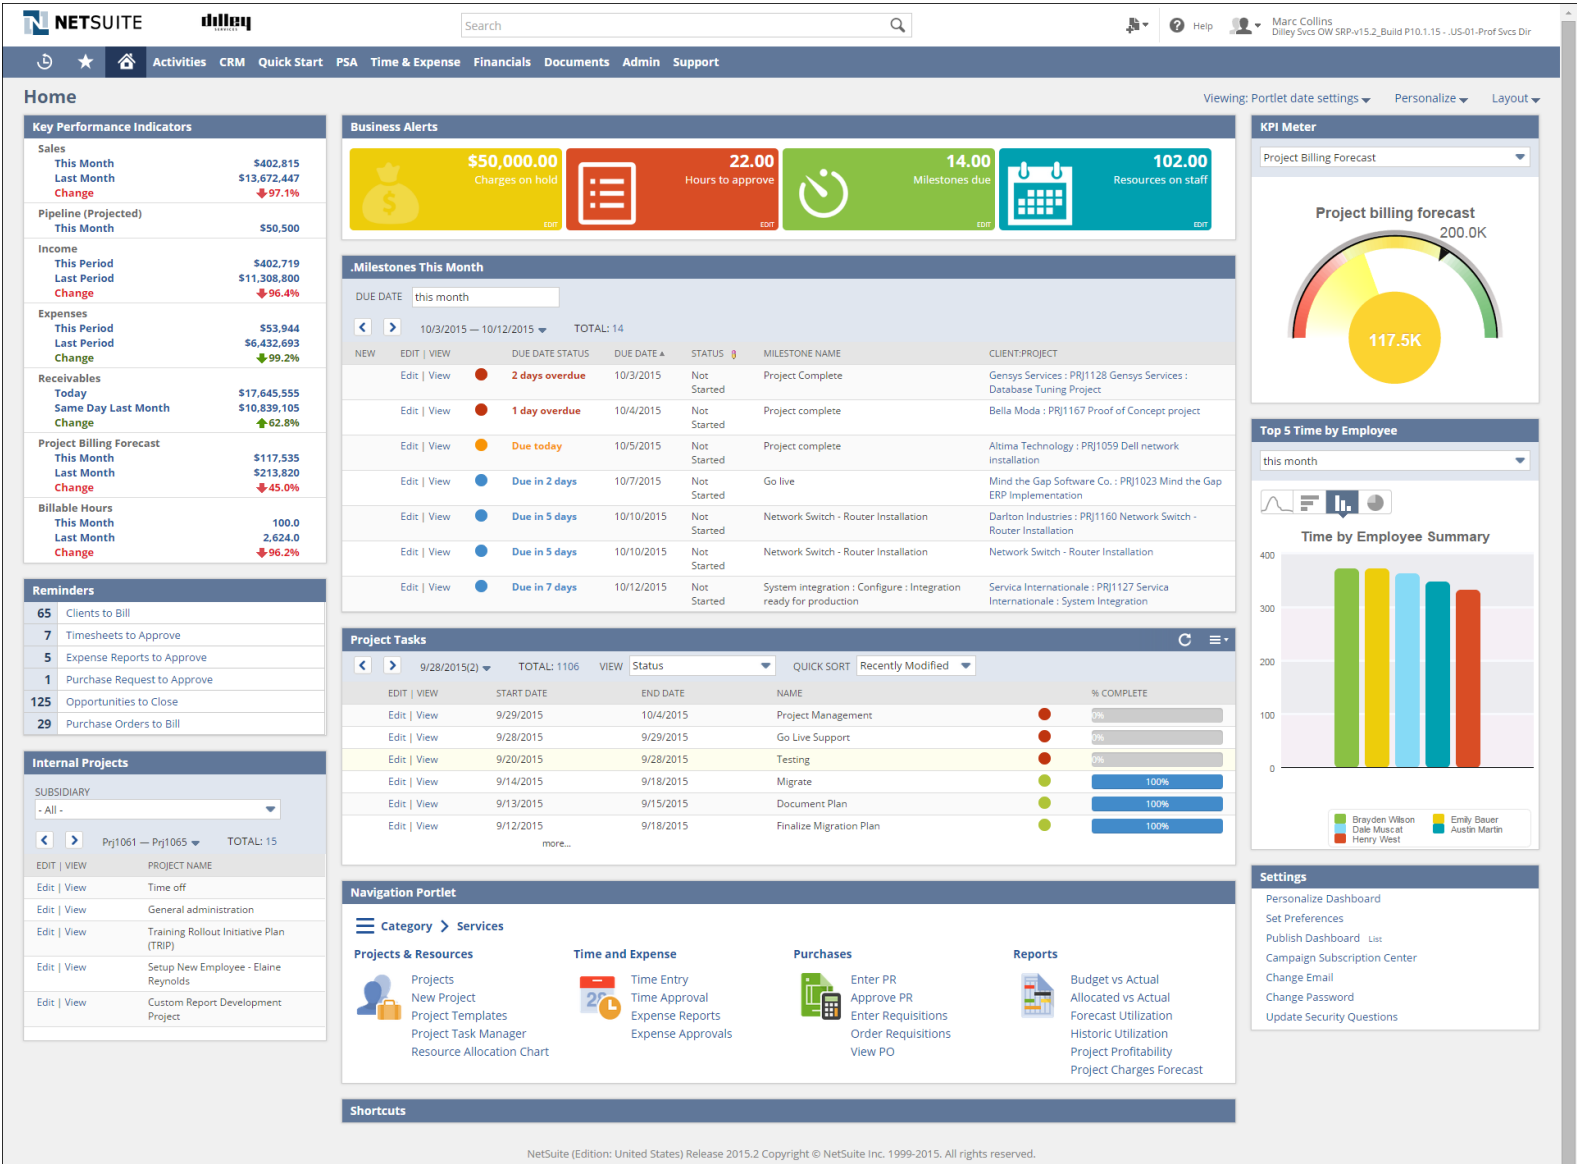 NETSUITE
dilley
SERVICES
Search
Help
Marc Collins
Dilley Svcs OW SRP-v15.2_Build P10.1.15 - .US-01-Prof Svcs Dir
Activities CRM Quick Start PSA Time & Expense Financials Documents Admin Support
Home
Viewing: Portlet date settings Personalize Layout
Key Performance Indicators
Sales
This Month $402,815
Last Month $13,672,447
Change 97.1%
Pipeline (Projected)
This Month $50,500
Income
This Period $402,719
Last Period $11,308,800
Change 96.4%
Expenses
This Period $53,944
Last Period $6,432,693
Change 99.2%
Receivables
Today $17,645,555
Same Day Last Month $10,839,105
Change 62.8%
Project Billing Forecast
This Month $117,535
Last Month $213,820
Change 45.0%
Billable Hours
This Month 100.0
Last Month 2,624.0
Change 96.2%
Reminders
65 Clients to Bill
7 Timesheets to Approve
5 Expense Reports to Approve
1 Purchase Request to Approve
125 Opportunities to Close
29 Purchase Orders to Bill
Internal Projects
SUBSIDIARY
- All -
Prj1061 — Prj1065 TOTAL: 15
EDIT | VIEW PROJECT NAME
Edit | View Time off
Edit | View General administration
Edit | View Training Rollout Initiative Plan
(TRIP)
Edit | View Setup New Employee - Elaine
Reynolds
Edit | View Custom Report Development
Project
Business Alerts
$50,000.00
Charges on hold
EDIT
22.00
Hours to approve
EDIT
14.00
Milestones due
EDIT
102.00
Resources on staff
EDIT
.Milestones This Month
DUE DATE this month
10/3/2015 — 10/12/2015 TOTAL: 14
NEW EDIT | VIEW DUE DATE STATUS DUE DATE STATUS MILESTONE NAME CLIENT:PROJECT
Edit | View 2 days overdue 10/3/2015 Not Project Complete Gensys Services : PRJ1128 Gensys Services :
Started Database Tuning Project
Edit | View 1 day overdue 10/4/2015 Not Project complete Bella Moda : PRJ1167 Proof of Concept project
Started
Edit | View Due today 10/5/2015 Not Project complete Altima Technology : PRJ1059 Dell network
Started installation
Edit | View Due in 2 days 10/7/2015 Not Go live Mind the Gap Software Co. : PRJ1023 Mind the Gap
Started ERP Implementation
Edit | View Due in 5 days 10/10/2015 Not Network Switch - Router Installation Darlton Industries : PRJ1160 Network Switch -
Started Router Installation
Edit | View Due in 5 days 10/10/2015 Not Network Switch - Router Installation Network Switch - Router Installation
Started
Edit | View Due in 7 days 10/12/2015 Not System integration : Configure : Integration Servica Internationale : PRJ1127 Servica
Started ready for production Internationale : System Integration
Project Tasks
9/28/2015(2) TOTAL: 1106 VIEW Status QUICK SORT Recently Modified
EDIT | VIEW START DATE END DATE NAME % COMPLETE
Edit | View 9/29/2015 10/4/2015 Project Management 0%
Edit | View 9/28/2015 9/29/2015 Go Live Support 0%
Edit | View 9/20/2015 9/28/2015 Testing 0%
Edit | View 9/14/2015 9/18/2015 Migrate 100%
Edit | View 9/13/2015 9/15/2015 Document Plan 100%
Edit | View 9/12/2015 9/18/2015 Finalize Migration Plan 100%
more...
Navigation Portlet
Category Services
Projects & Resources
Projects
New Project
Project Templates
Project Task Manager
Resource Allocation Chart
Time and Expense
Time Entry
Time Approval
Expense Reports
Expense Approvals
Purchases
Enter PR
Approve PR
Enter Requisitions
Order Requisitions
View PO
Reports
Budget vs Actual
Allocated vs Actual
Forecast Utilization
Historic Utilization
Project Profitability
Project Charges Forecast
Shortcuts
KPI Meter
Project Billing Forecast
Project billing forecast
200.0K
117.5K
Top 5 Time by Employee
this month
Time by Employee Summary
400
300
200
100
0
Brayden Wilson Emily Bauer
Dale Muscat Austin Martin
Henry West
Settings
Personalize Dashboard
Set Preferences
Publish Dashboard List
Campaign Subscription Center
Change Email
Change Password
Update Security Questions
NetSuite (Edition: United States) Release 2015.2 Copyright © NetSuite Inc. 1999-2015. All rights reserved.